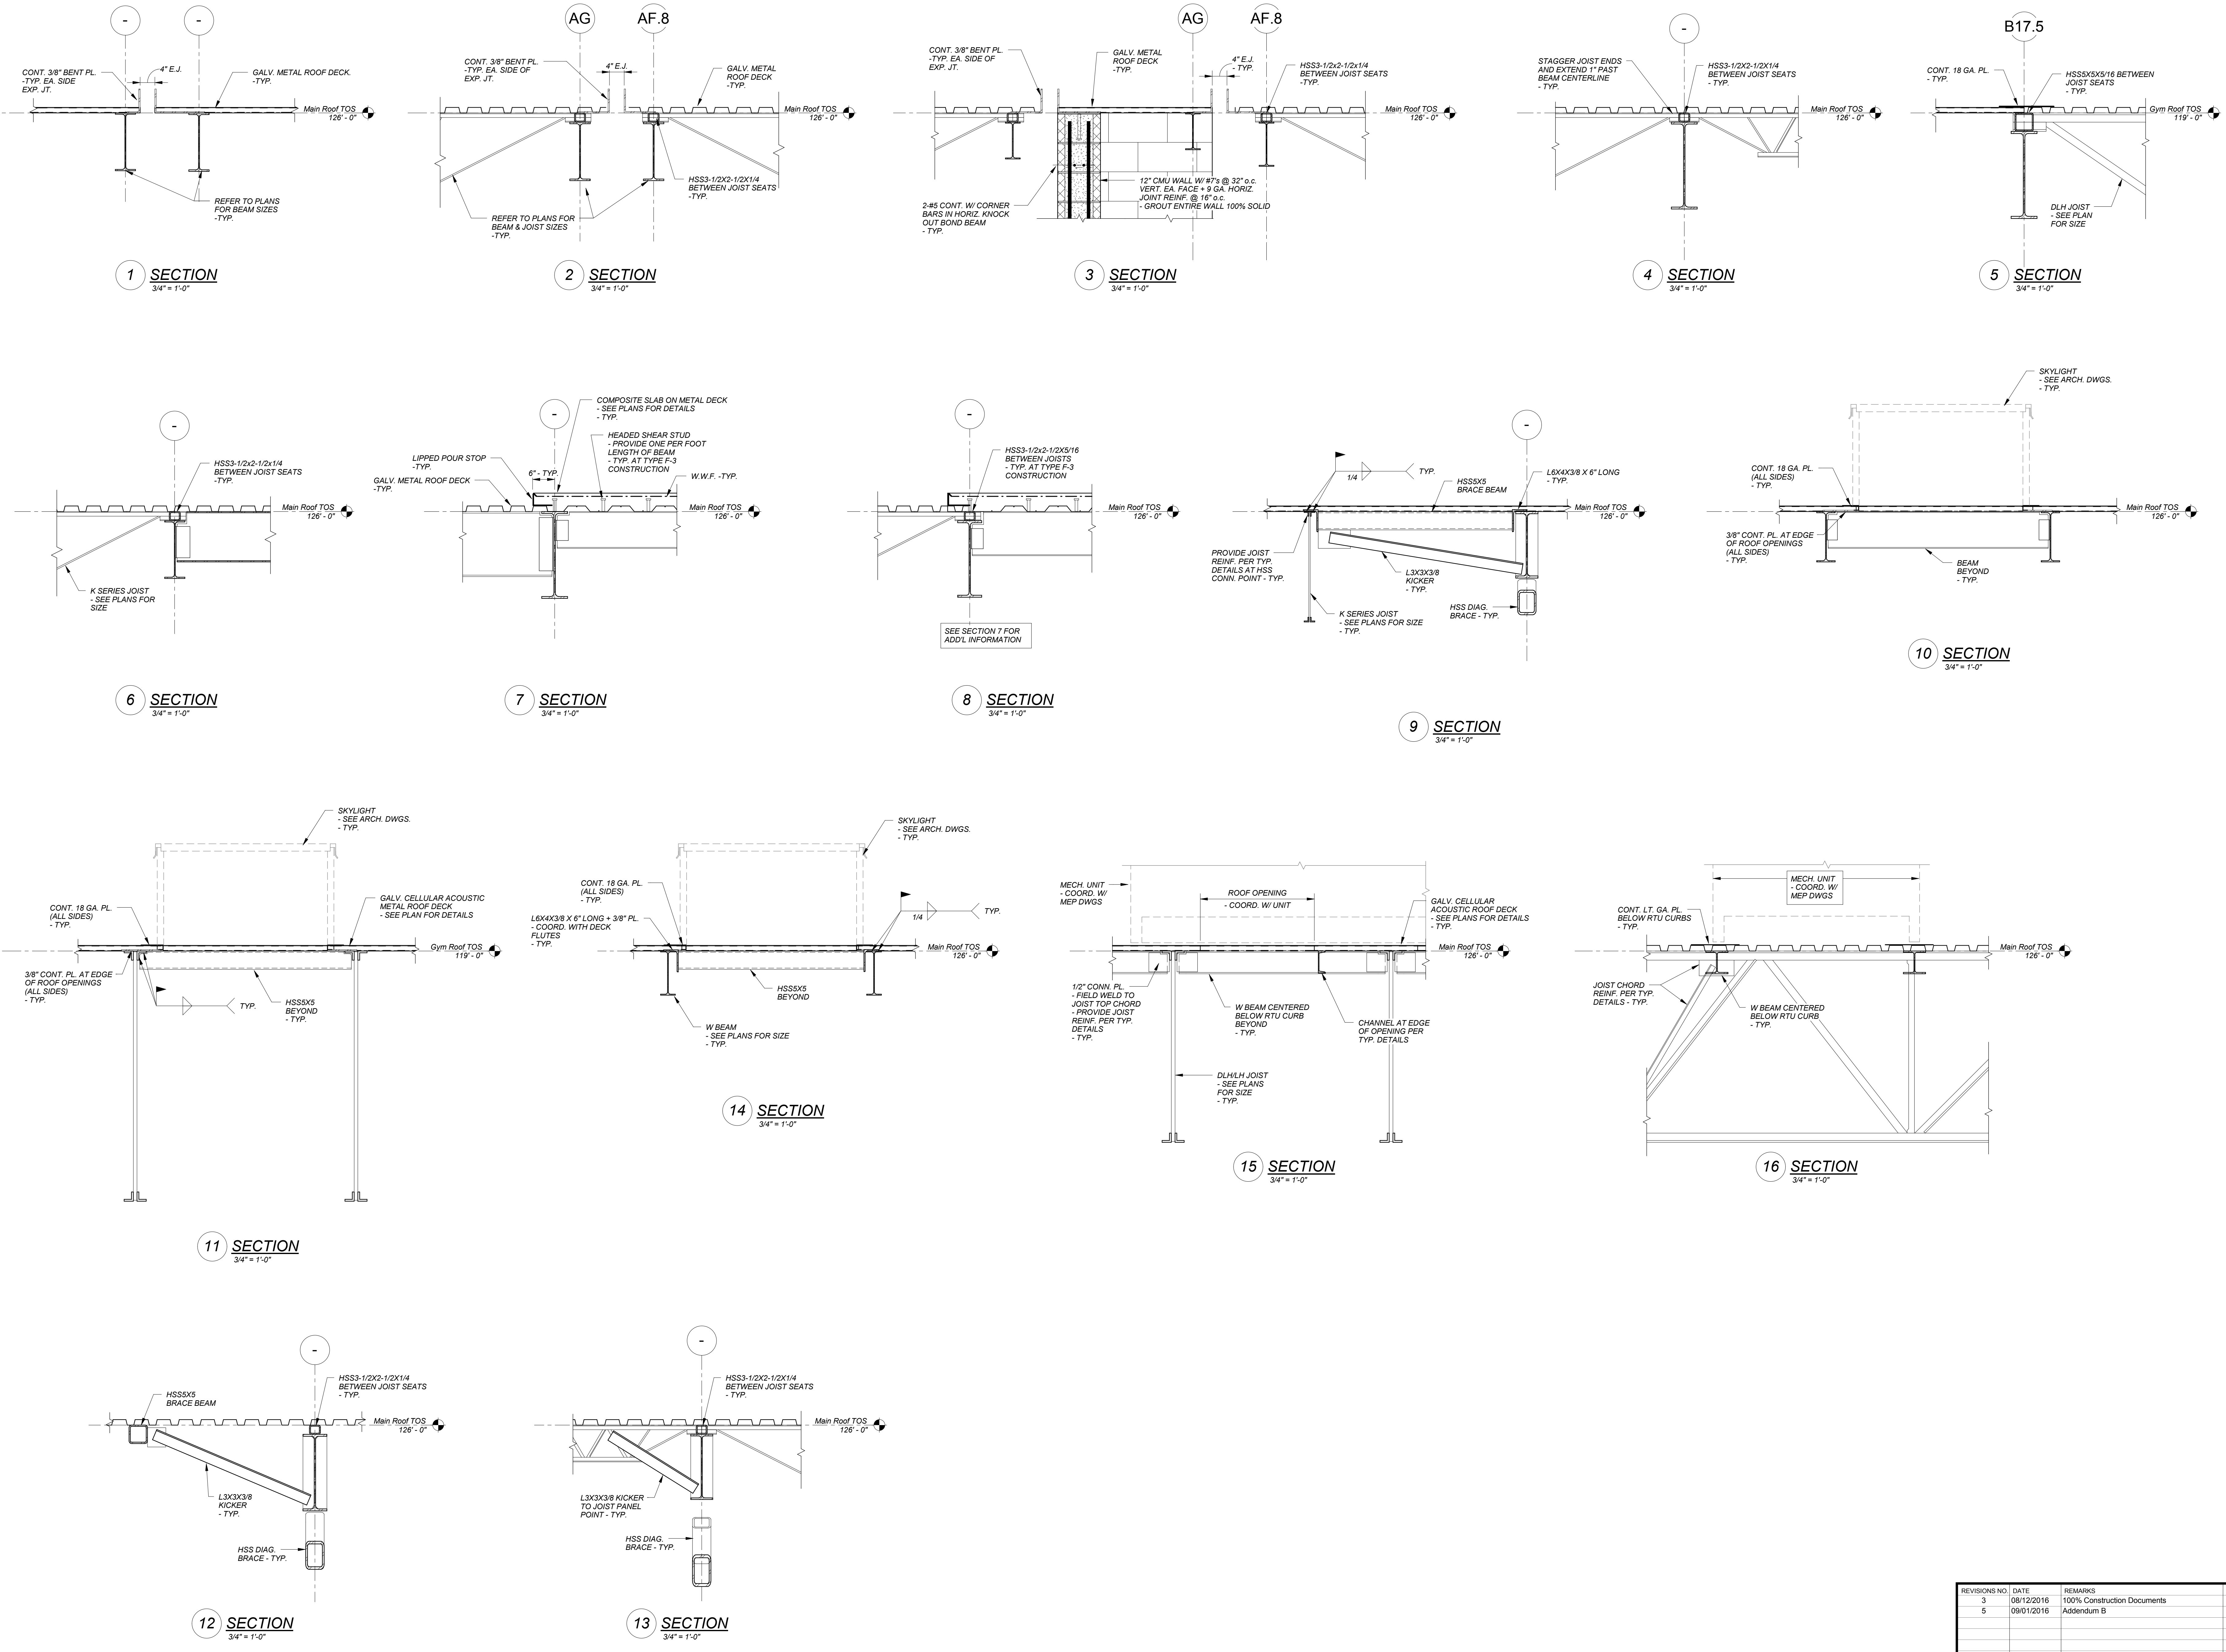 -
-
CONT. 3/8" BENT PL.
-TYP. EA. SIDE
EXP. JT.
4" E.J.
GALV. METAL ROOF DECK.
-TYP.
Main Roof TOS
126' - 0"
REFER TO PLANS
FOR BEAM SIZES
-TYP.
1 SECTION
3/4" = 1'-0"
AG
AF.8
CONT. 3/8" BENT PL.
-TYP. EA. SIDE OF
EXP. JT.
4" E.J.
GALV. METAL
ROOF DECK
-TYP.
Main Roof TOS
126' - 0"
HSS3-1/2X2-1/2X1/4
BETWEEN JOIST SEATS
-TYP.
REFER TO PLANS FOR
BEAM & JOIST SIZES
-TYP.
2 SECTION
3/4" = 1'-0"
AG
AF.8
CONT. 3/8" BENT PL.
-TYP. EA. SIDE OF
EXP. JT.
GALV. METAL
ROOF DECK
-TYP.
4" E.J.
- TYP.
HSS3-1/2x2-1/2x1/4
BETWEEN JOIST SEATS
-TYP.
Main Roof TOS
126' - 0"
12" CMU WALL W/ #7's @ 32" o.c.
VERT. EA. FACE + 9 GA. HORIZ.
JOINT REINF. @ 16" o.c.
- GROUT ENTIRE WALL 100% SOLID
2-#5 CONT. W/ CORNER
BARS IN HORIZ. KNOCK
OUT BOND BEAM
- TYP.
3 SECTION
3/4" = 1'-0"
-
STAGGER JOIST ENDS
AND EXTEND 1" PAST
BEAM CENTERLINE
- TYP.
HSS3-1/2X2-1/2X1/4
BETWEEN JOIST SEATS
- TYP.
Main Roof TOS
126' - 0"
4 SECTION
3/4" = 1'-0"
B17.5
CONT. 18 GA. PL.
- TYP.
HSS5X5X5/16 BETWEEN
JOIST SEATS
- TYP.
Gym Roof TOS
119' - 0"
DLH JOIST
- SEE PLAN
FOR SIZE
5 SECTION
3/4" = 1'-0"
-
HSS3-1/2x2-1/2x1/4
BETWEEN JOIST SEATS
-TYP.
Main Roof TOS
126' - 0"
K SERIES JOIST
- SEE PLANS FOR
SIZE
6 SECTION
3/4" = 1'-0"
-
COMPOSITE SLAB ON METAL DECK
- SEE PLANS FOR DETAILS
- TYP.
HEADED SHEAR STUD
- PROVIDE ONE PER FOOT
LENGTH OF BEAM
- TYP. AT TYPE F-3
CONSTRUCTION
LIPPED POUR STOP
-TYP.
6" - TYP.
W.W.F. -TYP.
GALV. METAL ROOF DECK
-TYP.
Main Roof TOS
126' - 0"
7 SECTION
3/4" = 1'-0"
-
HSS3-1/2x2-1/2X5/16
BETWEEN JOISTS
- TYP. AT TYPE F-3
CONSTRUCTION
Main Roof TOS
126' - 0"
SEE SECTION 7 FOR
ADD'L INFORMATION
8 SECTION
3/4" = 1'-0"
-
1/4
TYP.
HSS5X5
BRACE BEAM
L6X4X3/8 X 6" LONG
- TYP.
Main Roof TOS
126' - 0"
PROVIDE JOIST
REINF. PER TYP.
DETAILS AT HSS
CONN. POINT - TYP.
L3X3X3/8
KICKER
- TYP.
K SERIES JOIST
- SEE PLANS FOR SIZE
- TYP.
HSS DIAG.
BRACE - TYP.
9 SECTION
3/4" = 1'-0"
SKYLIGHT
- SEE ARCH. DWGS.
- TYP.
CONT. 18 GA. PL.
(ALL SIDES)
- TYP.
Main Roof TOS
126' - 0"
3/8" CONT. PL. AT EDGE
OF ROOF OPENINGS
(ALL SIDES)
- TYP.
BEAM
BEYOND
- TYP.
10 SECTION
3/4" = 1'-0"
SKYLIGHT
- SEE ARCH. DWGS.
- TYP.
CONT. 18 GA. PL.
(ALL SIDES)
- TYP.
GALV. CELLULAR ACOUSTIC
METAL ROOF DECK
- SEE PLAN FOR DETAILS
Gym Roof TOS
119' - 0"
3/8" CONT. PL. AT EDGE
OF ROOF OPENINGS
(ALL SIDES)
- TYP.
TYP.
HSS5X5
BEYOND
- TYP.
11 SECTION
3/4" = 1'-0"
SKYLIGHT
- SEE ARCH. DWGS.
- TYP.
CONT. 18 GA. PL.
(ALL SIDES)
- TYP.
L6X4X3/8 X 6" LONG + 3/8" PL.
- COORD. WITH DECK
FLUTES
- TYP.
1/4
TYP.
Main Roof TOS
126' - 0"
HSS5X5
BEYOND
W BEAM
- SEE PLANS FOR SIZE
- TYP.
14 SECTION
3/4" = 1'-0"
MECH. UNIT
- COORD. W/
MEP DWGS
ROOF OPENING
- COORD. W/ UNIT
GALV. CELLULAR
ACOUSTIC ROOF DECK
- SEE PLANS FOR DETAILS
- TYP.
Main Roof TOS
126' - 0"
1/2" CONN. PL.
- FIELD WELD TO
JOIST TOP CHORD
- PROVIDE JOIST
REINF. PER TYP.
DETAILS
- TYP.
W BEAM CENTERED
BELOW RTU CURB
BEYOND
- TYP.
CHANNEL AT EDGE
OF OPENING PER
TYP. DETAILS
DLH/LH JOIST
- SEE PLANS
FOR SIZE
- TYP.
15 SECTION
3/4" = 1'-0"
MECH. UNIT
- COORD. W/
MEP DWGS
CONT. LT. GA. PL.
BELOW RTU CURBS
- TYP.
Main Roof TOS
126' - 0"
JOIST CHORD
REINF. PER TYP.
DETAILS - TYP.
W BEAM CENTERED
BELOW RTU CURB
- TYP.
16 SECTION
3/4" = 1'-0"
-
HSS3-1/2X2-1/2X1/4
BETWEEN JOIST SEATS
- TYP.
HSS5X5
BRACE BEAM
Main Roof TOS
126' - 0"
L3X3X3/8
KICKER
- TYP.
HSS DIAG.
BRACE - TYP.
12 SECTION
3/4" = 1'-0"
-
HSS3-1/2X2-1/2X1/4
BETWEEN JOIST SEATS
- TYP.
Main Roof TOS
126' - 0"
L3X3X3/8 KICKER
TO JOIST PANEL
POINT - TYP.
HSS DIAG.
BRACE - TYP.
13 SECTION
3/4" = 1'-0"
REVISIONS NO. DATE REMARKS
3 08/12/2016 100% Construction Documents
5 09/01/2016 Addendum B